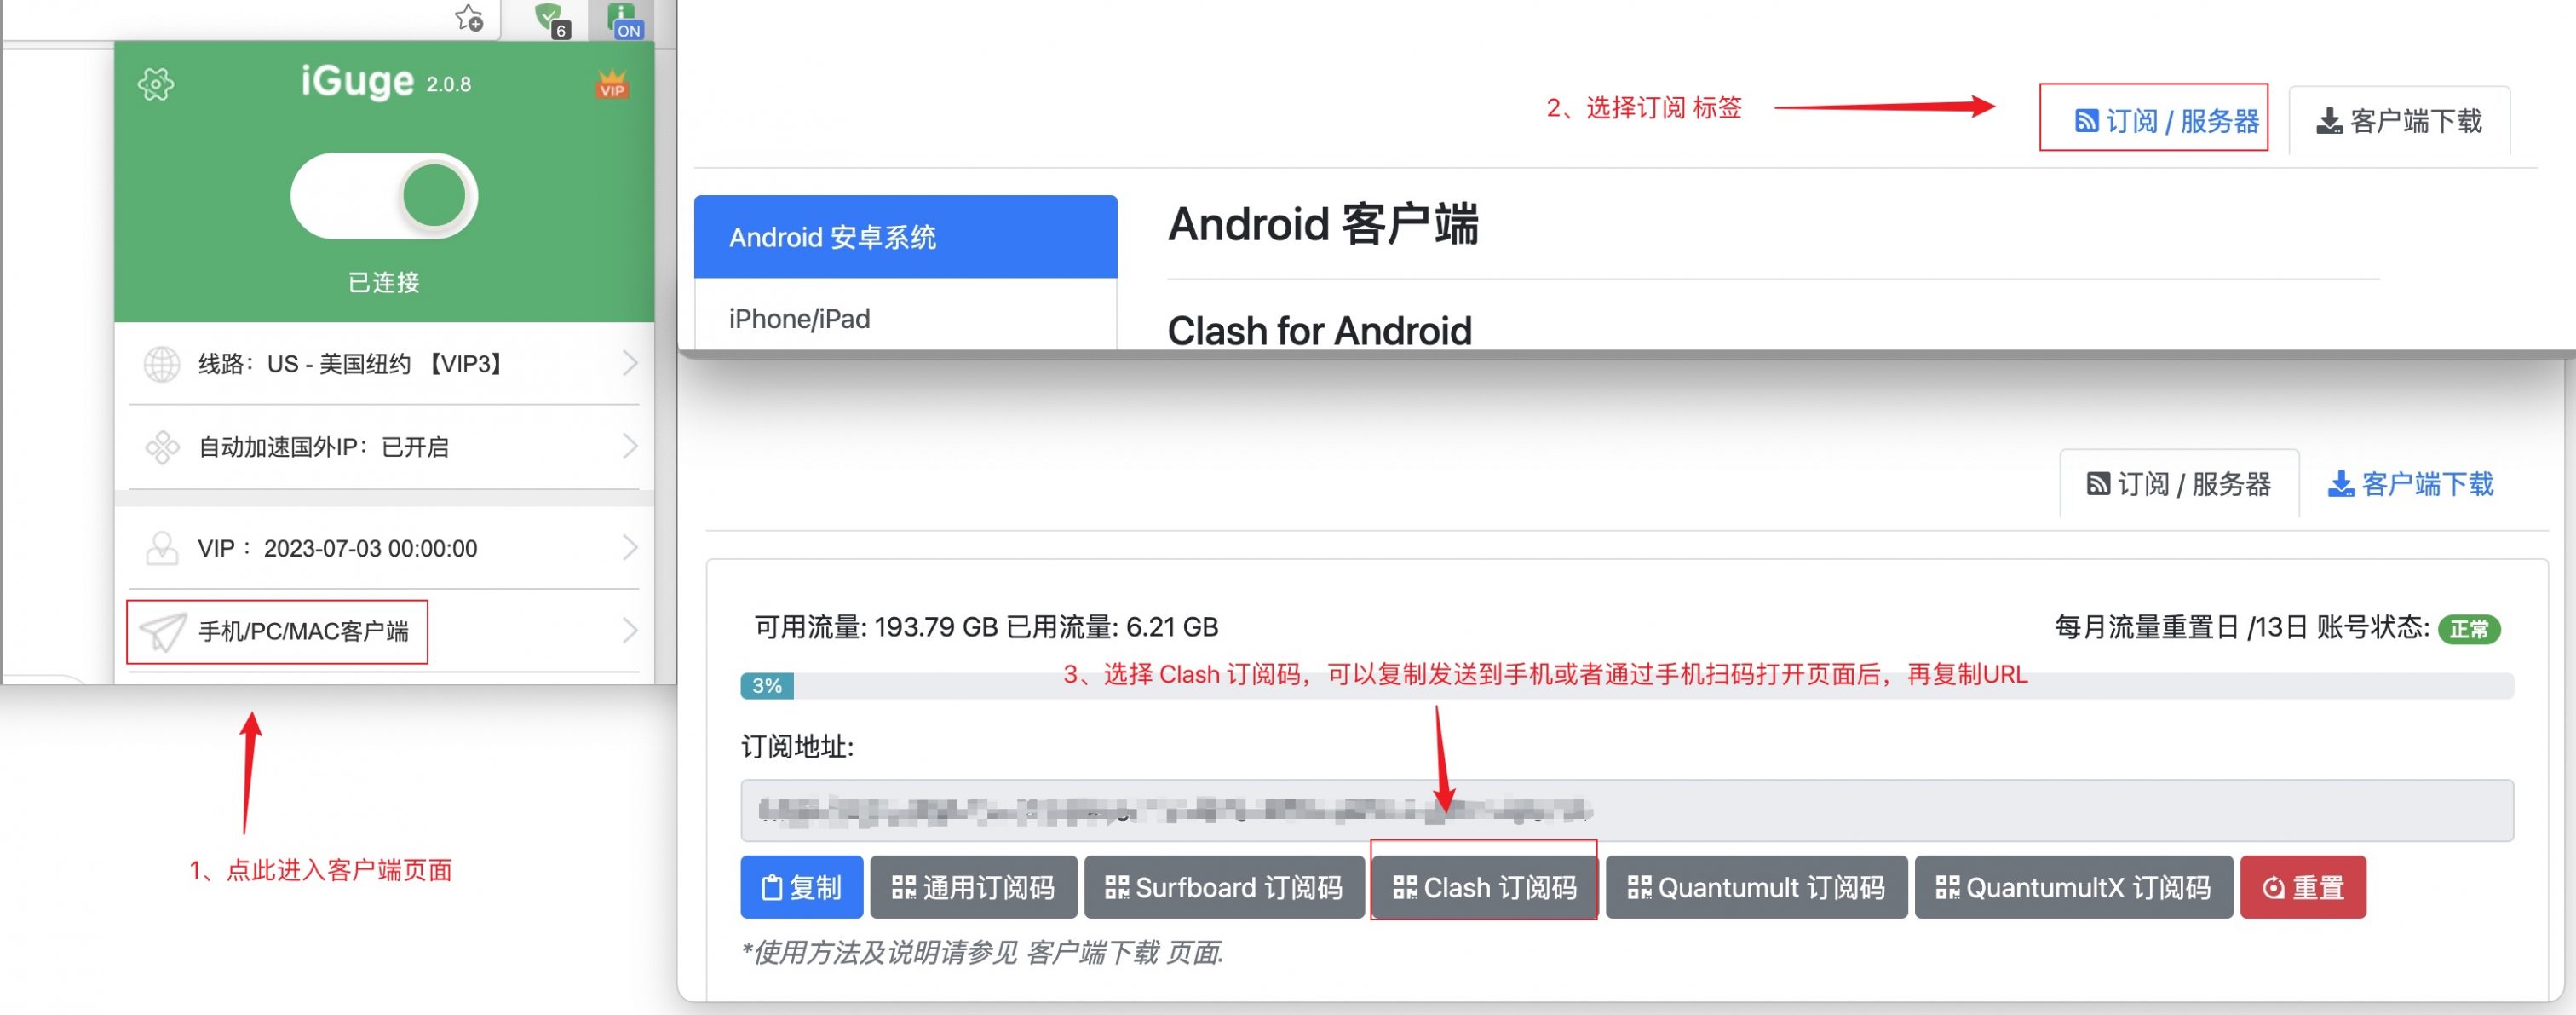 6
ON
iGuge 2.0.8
VIP
已连接
线路：US - 美国纽约 【VIP3】
自动加速国外IP：已开启
VIP ：2023-07-03 00:00:00
手机/PC/MAC客户端
1、点此进入客户端页面
2、选择订阅 标签
订阅 / 服务器
客户端下载
Android 安卓系统
iPhone/iPad
Android 客户端
Clash for Android
订阅 / 服务器
客户端下载
可用流量: 193.79 GB 已用流量: 6.21 GB
每月流量重置日 /13日 账号状态: 正常
3、选择 Clash 订阅码，可以复制发送到手机或者通过手机扫码打开页面后，再复制URL
3%
订阅地址:
复制
通用订阅码
Surfboard 订阅码
Clash 订阅码
Quantumult 订阅码
QuantumultX 订阅码
重置
*使用方法及说明请参见 客户端下载 页面.